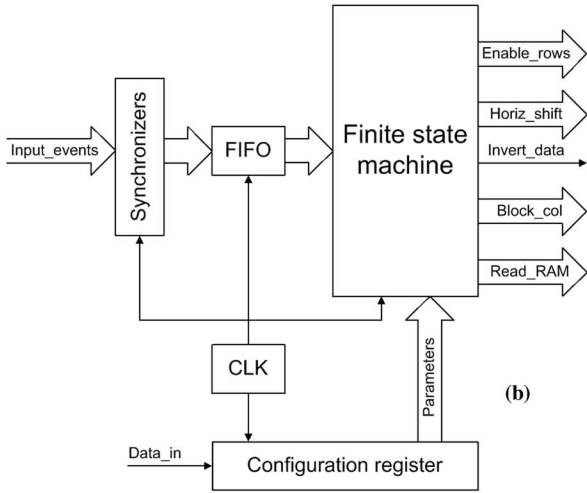 Enable_rows
Horiz_shift
Invert_data
Block_col
Read_RAM
Finite state
machine
Input_events
Synchronizers
FIFO
CLK
Parameters
(b)
Data_in
Configuration register